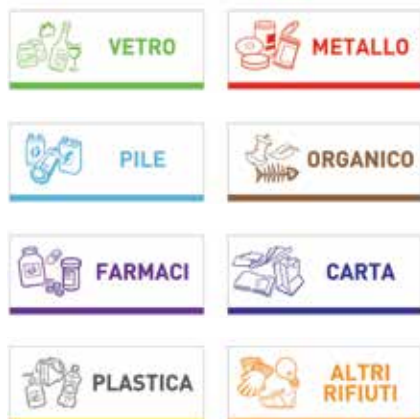 VETRO
METALLO
PILE
ORGANICO
FARMACI
CARTA
PLASTICA
ALTRI
RIFIUTI